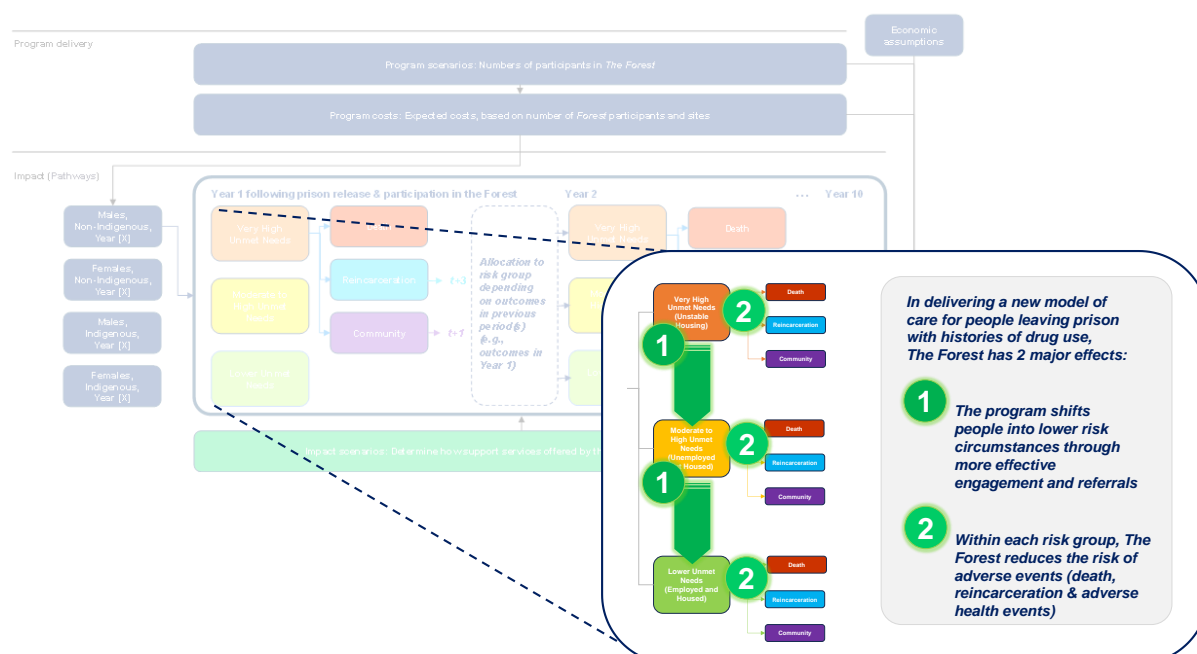 Program delivery
Economic
assumptions
Program scenarios: Numbers of participants in The Forest
Program costs: Expected costs, based on number of Forest participants and sites
Impact (Pathways)
Year 1 following prison release & participation in the Forest
Year 2
... Year 10
Males,
Non-Indigenous,
Year [X]
Females,
Non-Indigenous,
Year [X]
Males,
Indigenous,
Year [X]
Females,
Indigenous,
Year [X]
Very High
Unmet Needs
Death
Reincarceration
t+3
Community
t+1
Allocation to
risk group
depending
on outcomes
in previous
period(s)
(e.g.,
outcomes in
Year 1)
Very High
Unmet Needs
Death
Impact scenarios: Determine how support services offered by
Very High
Unmet Needs
(Unstable
Housing)
1
2
Death
Reincarceration
Community
Moderate to
High Unmet
Needs
(Unemployed
Housed)
1
2
Death
Reincarceration
Community
Lower Unmet
Needs
(Employed and
Housed)
2
Death
Reincarceration
Community
In delivering a new model of
care for people leaving prison
with histories of drug use,
The Forest has 2 major effects:
1
The program shifts
people into lower risk
circumstances through
more effective
engagement and referrals
2
Within each risk group, The
Forest reduces the risk of
adverse events (death,
reincarceration & adverse
health events)